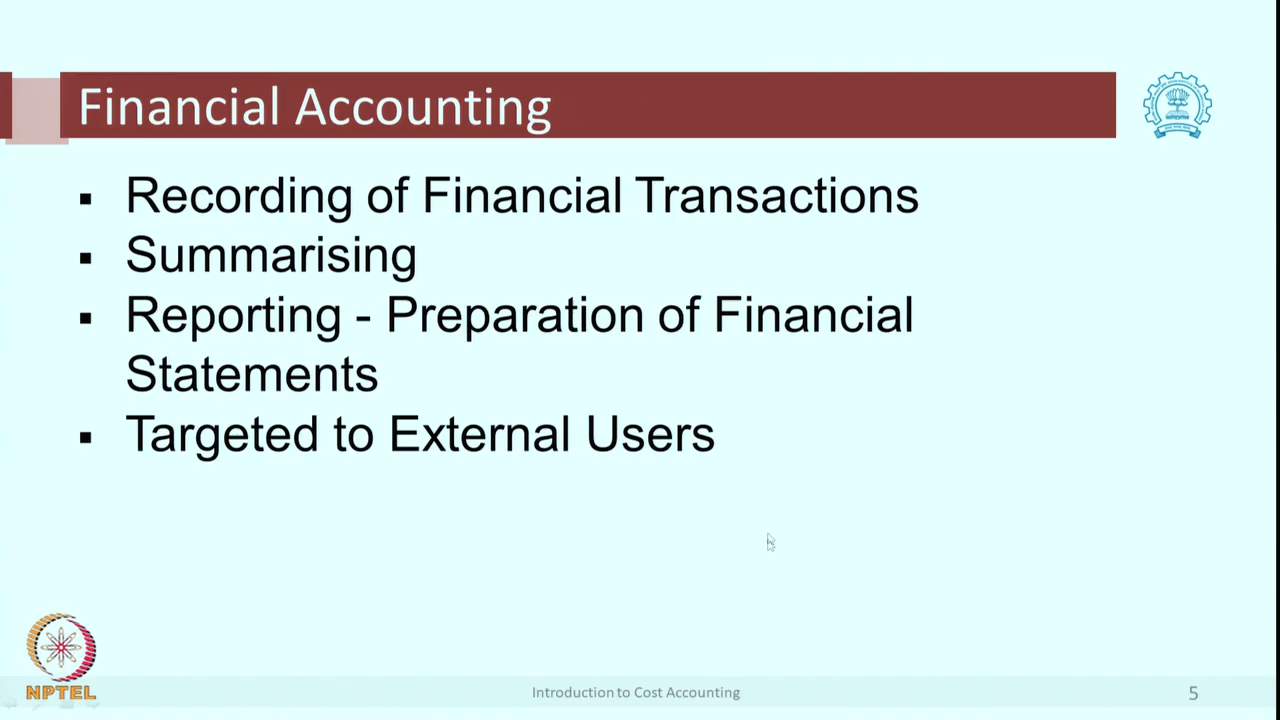 Financial Accounting
▪ Recording of Financial Transactions
▪ Summarising
▪ Reporting - Preparation of Financial
Statements
▪ Targeted to External Users
NPTEL
Introduction to Cost Accounting
5